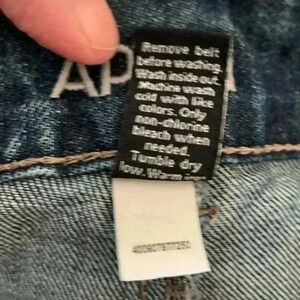 AP
Remove belt
before washing.
Wash inside out.
Machine wash
cold with like
colors. Only
non-chlorine
bleach when
needed.
Tumble dry
low. Warm